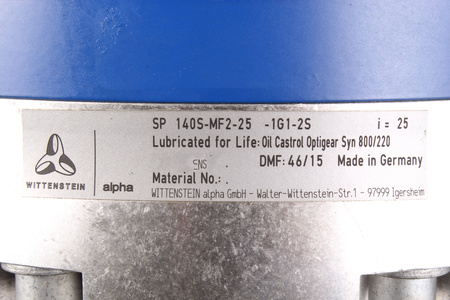 SP 140S-MF2-25 -1G1-2S i = 25
Lubricated for Life: Oil Castrol Optigear Syn 800/220
SNS . DMF: 46/15 Made in Germany
Material No.: .
WITTENSTEIN alpha GmbH - Walter-Wittenstein-Str.1 - 97999 Igersheim
WITTENSTEIN alpha